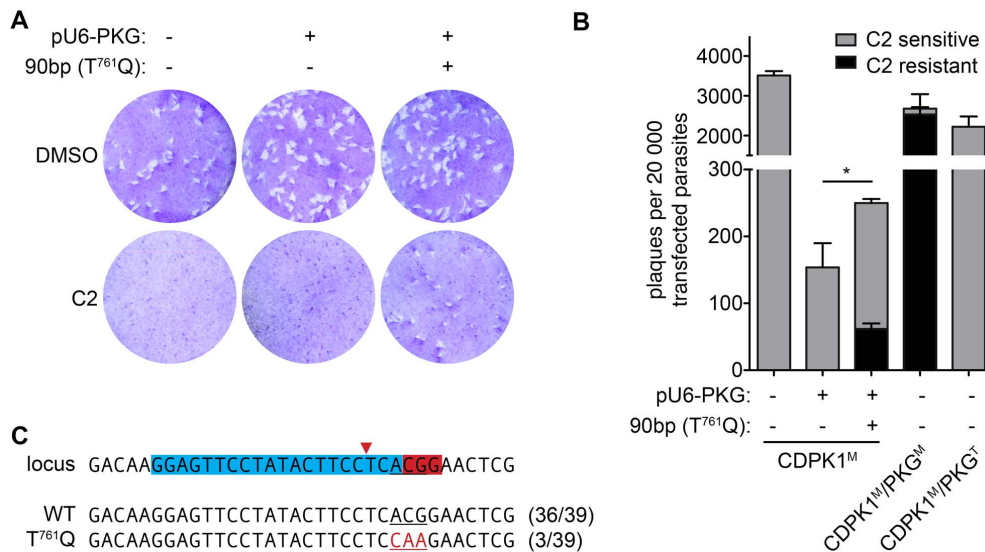 A
pU6-PKG: - + +
90bp (T⁷⁶¹Q): - - +
DMSO
C2
B
C2 sensitive
C2 resistant
plaques per 20 000
transfected parasites
4000
3000
2000
300
200
100
0
*
pU6-PKG: - + + - -
90bp (T⁷⁶¹Q): - - + - -
CDPK1ᴹ
CDPK1ᴹ/PKGᴹ
CDPK1ᴹ/PKGᵀ
C
locus GACAAGGAGTTCCTATACTTCCTCACGGAACTCG
WT GACAAGGAGTTCCTATACTTCCTCACGGAACTCG (36/39)
T⁷⁶¹Q GACAAGGAGTTCCTATACTTCCTCCAAGAACTCG (3/39)